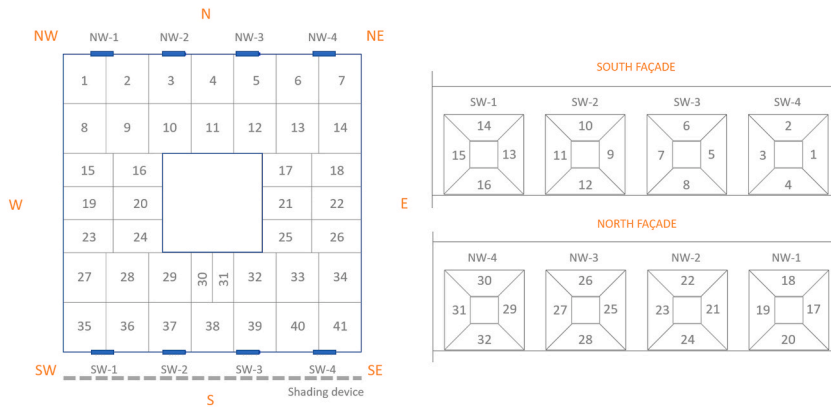 N
NW NW-1 NW-2 NW-3 NW-4 NE
1 2 3 4 5 6 7
8 9 10 11 12 13 14
15 16 17 18
W 19 20 21 22 E
23 24 25 26
27 28 29 30 31 32 33 34
35 36 37 38 39 40 41
SW SW-1 SW-2 SW-3 SW-4 SE
Shading device
S
SOUTH FAÇADE
SW-1 SW-2 SW-3 SW-4
14 10 6 2
15 13 11 9 7 5 3 1
16 12 8 4
NORTH FAÇADE
NW-4 NW-3 NW-2 NW-1
30 26 22 18
31 29 27 25 23 21 19 17
32 28 24 20